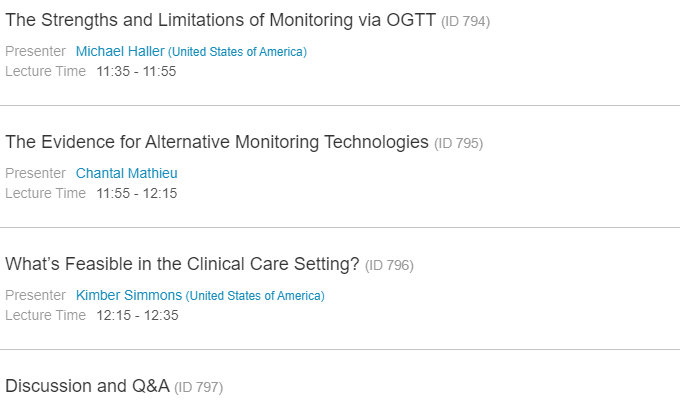 The Strengths and Limitations of Monitoring via OGTT (ID 794)
Presenter Michael Haller (United States of America)
Lecture Time 11:35 - 11:55
The Evidence for Alternative Monitoring Technologies (ID 795)
Presenter Chantal Mathieu
Lecture Time 11:55 - 12:15
What’s Feasible in the Clinical Care Setting? (ID 796)
Presenter Kimber Simmons (United States of America)
Lecture Time 12:15 - 12:35
Discussion and Q&A (ID 797)